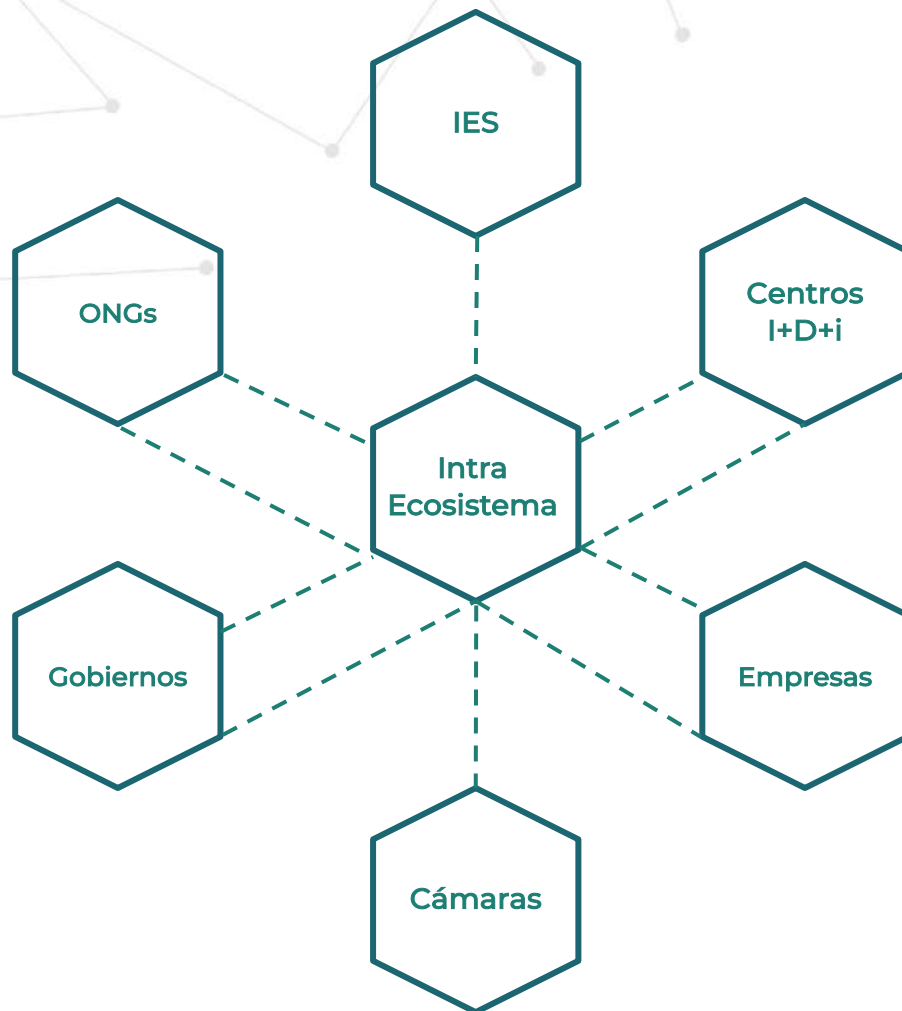 IES
ONGs
Centros
I+D+i
Intra
Ecosistema
Gobiernos
Empresas
Cámaras